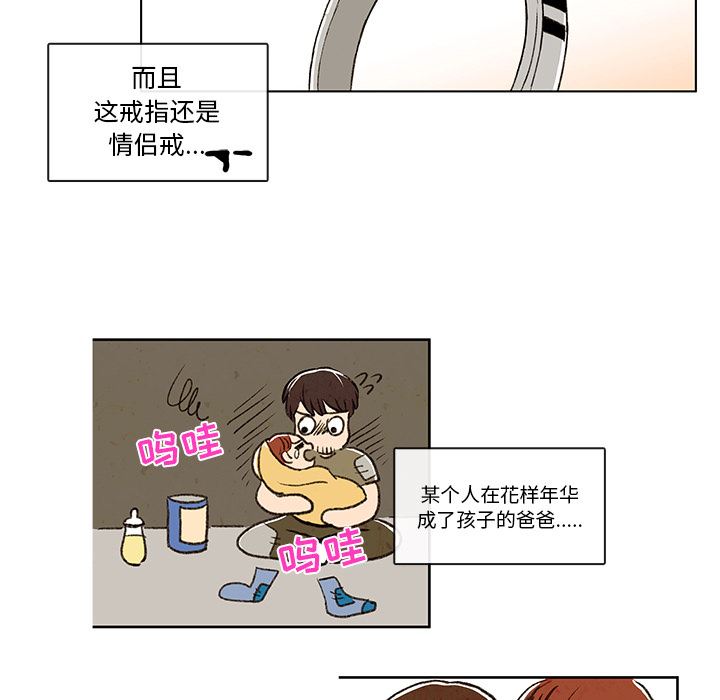 而且
这戒指还是
情侣戒...
呜哇
某个人在花样年华
成了孩子的爸爸.....
呜哇